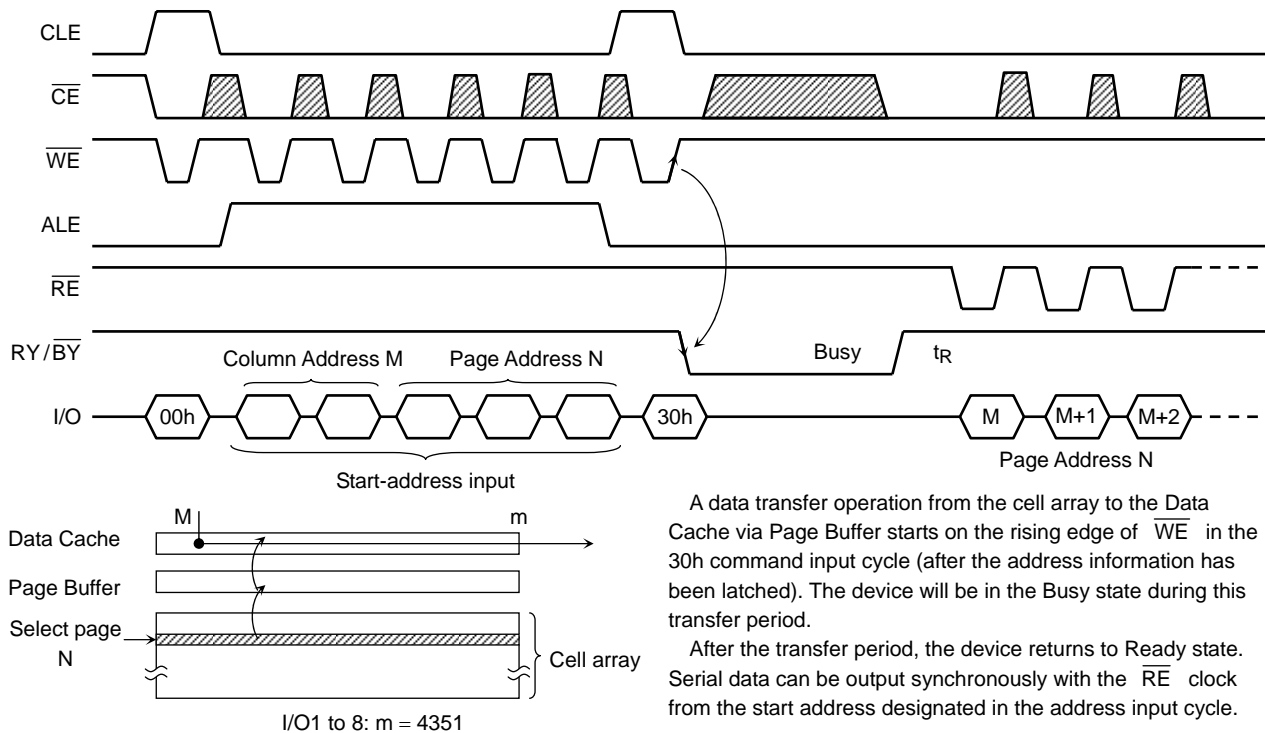 CLE
CE
WE
ALE
RE
RY/BY Busy tR
Column Address M Page Address N
I/O 00h 30h M M+1 M+2
Page Address N
Start-address input
M m
Data Cache
Page Buffer
Select page
N
Cell array
I/O1 to 8: m = 4351
A data transfer operation from the cell array to the Data
Cache via Page Buffer starts on the rising edge of WE in the
30h command input cycle (after the address information has
been latched). The device will be in the Busy state during this
transfer period.
After the transfer period, the device returns to Ready state.
Serial data can be output synchronously with the RE clock
from the start address designated in the address input cycle.